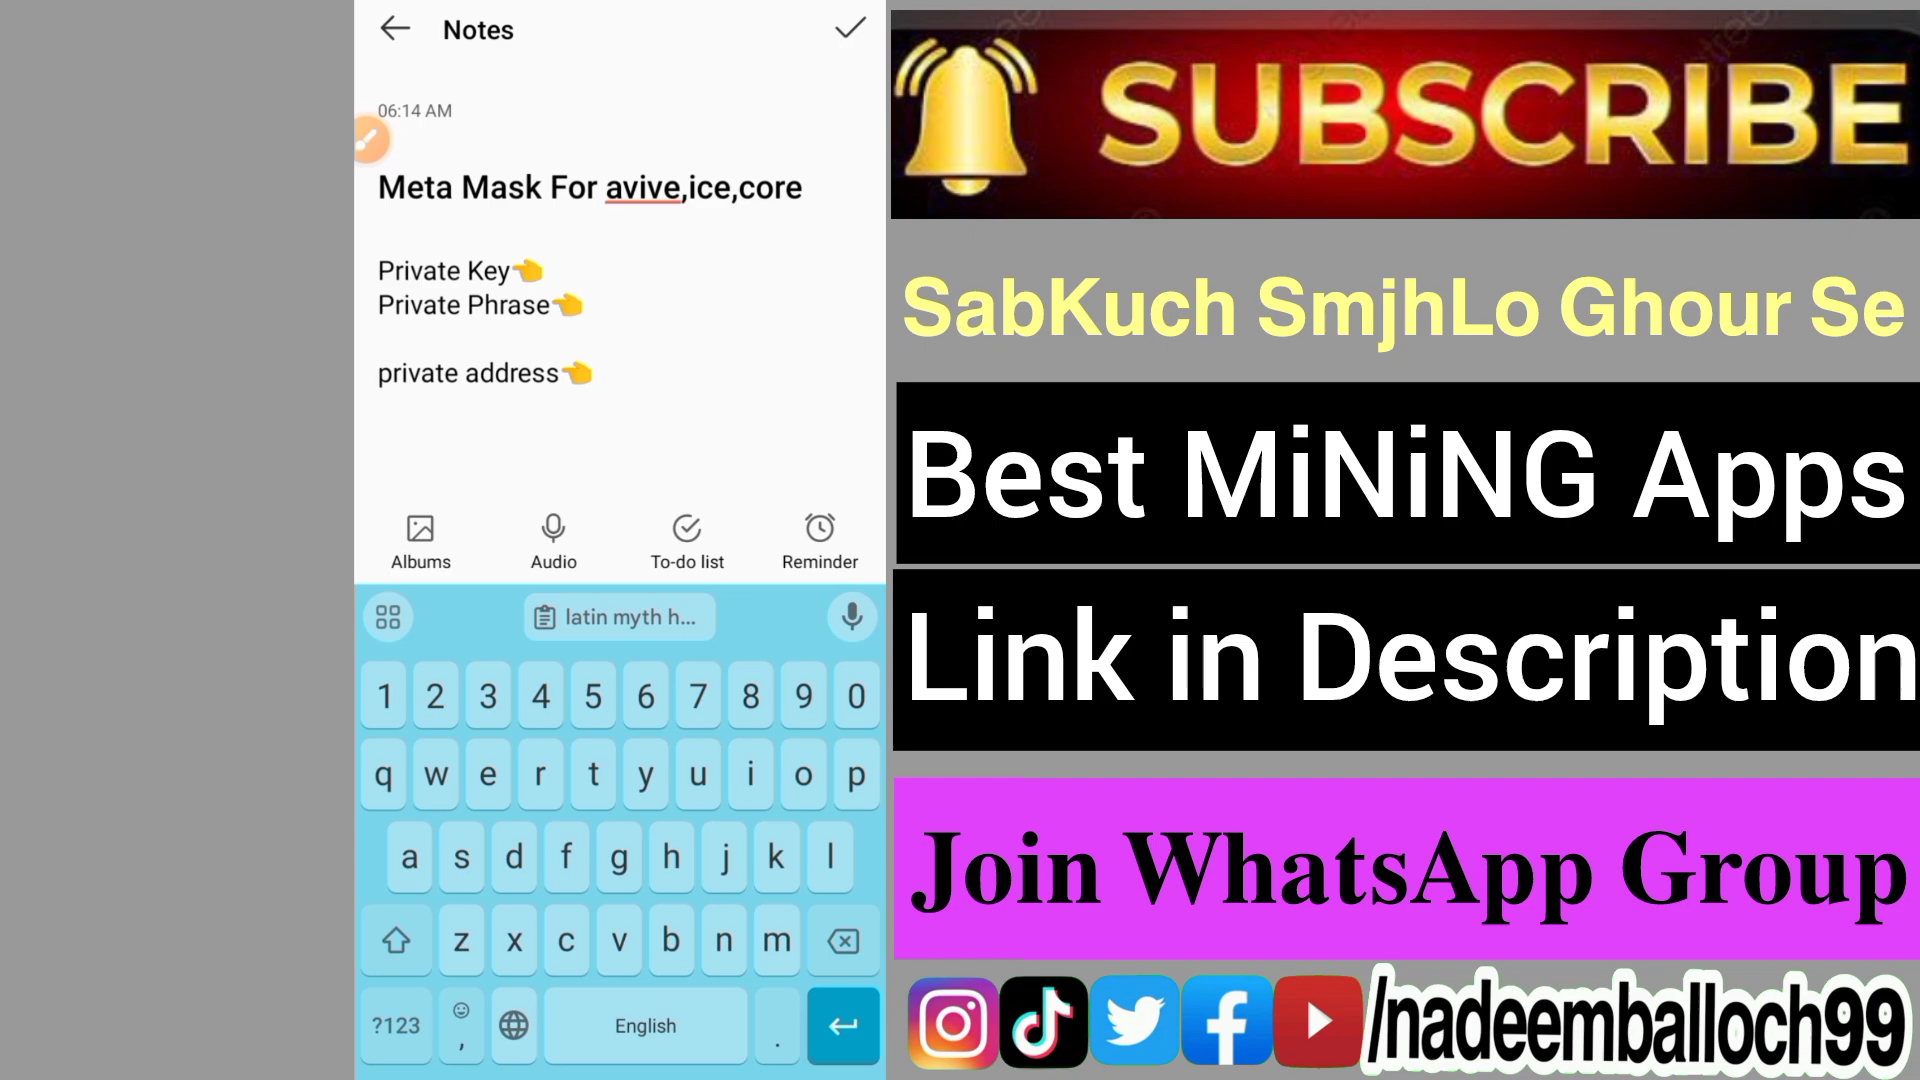 Notes
06:14 AM
Meta Mask For avive,ice,core
Private Key👈
Private Phrase👈
private address👈
Albums Audio To-do list Reminder
latin myth h...
1 2 3 4 5 6 7 8 9 0
q w e r t y u i o p
a s d f g h j k l
z x c v b n m
?123 , English .
SUBSCRIBE
SabKuch SmjhLo Ghour Se
Best MiNiNG Apps
Link in Description
Join WhatsApp Group
/nadeemballoch99